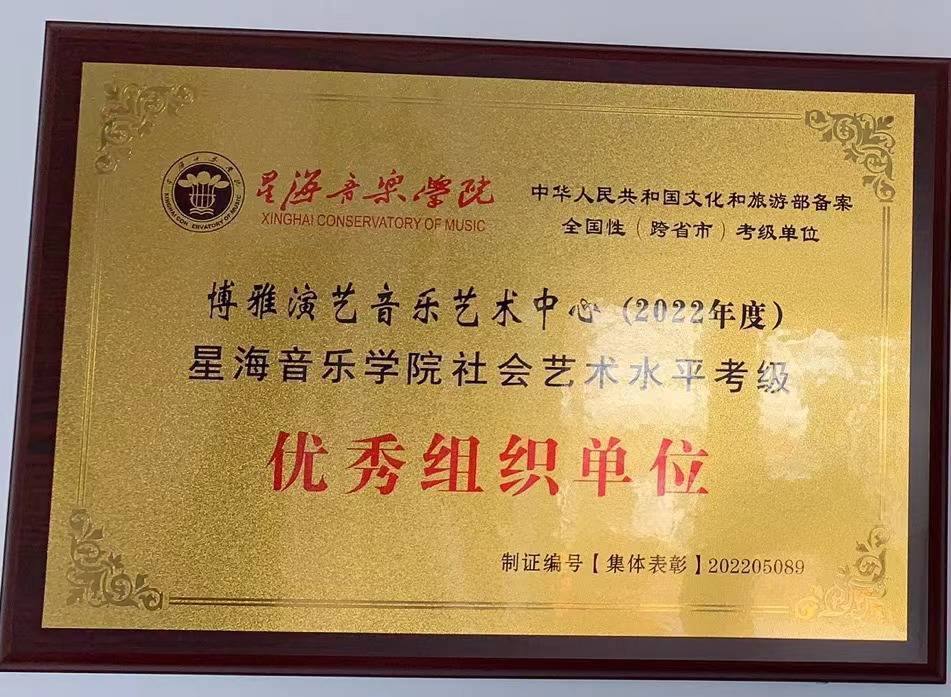 星海音乐学院
XINGHAI CONSERVATORY OF MUSIC
XINGHAI CONSERVATORY OF MUSIC
中华人民共和国文化和旅游部备案
全国性（跨省市）考级单位
博雅演艺音乐艺术中心（2022年度）
星海音乐学院社会艺术水平考级
优秀组织单位
制证编号【集体表彰】202205089